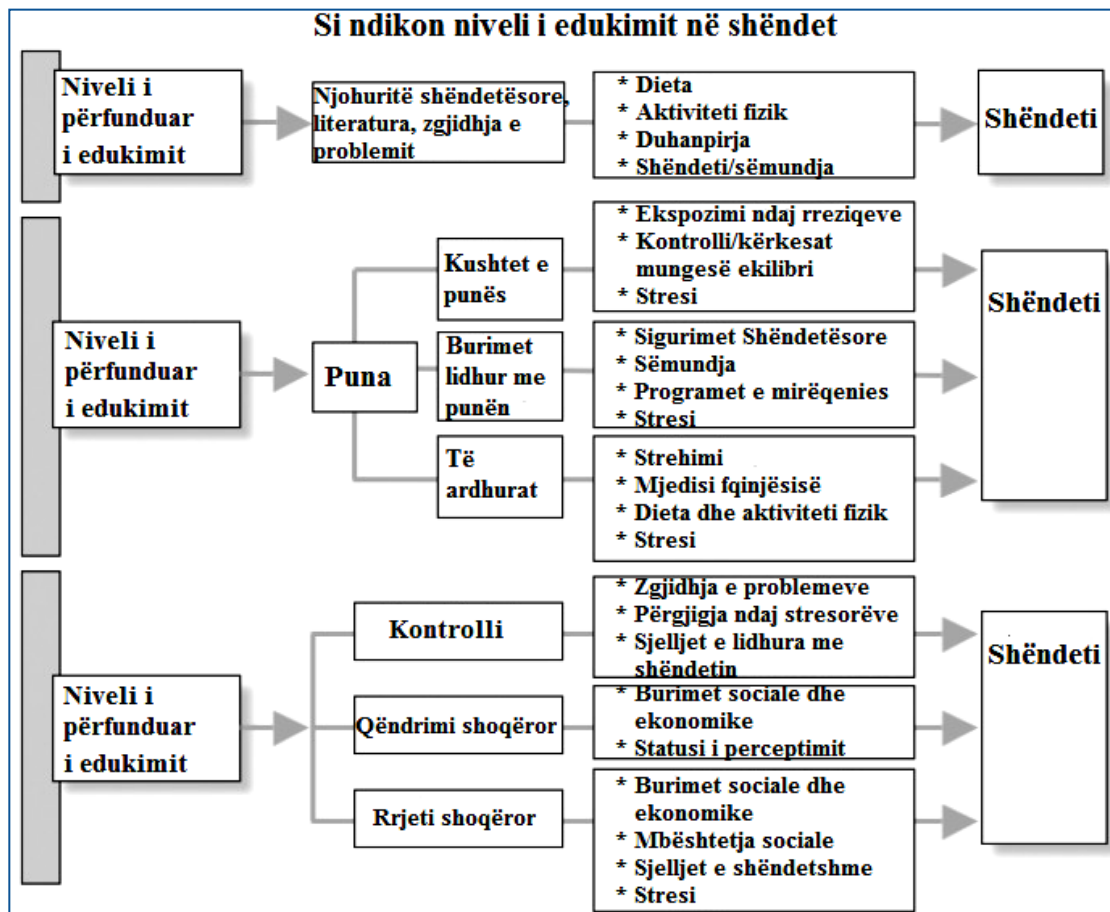 Si ndikon niveli i edukimit në shëndet
Niveli i
përfunduar
i edukimit
Njohuritë shëndetësore,
literatura, zgjidhja e
problemit
* Dieta
* Aktiviteti fizik
* Duhanpirja
* Shëndeti/sëmundja
Shëndeti
Niveli i
përfunduar
i edukimit
Puna
Kushtet e
punës
* Ekspozimi ndaj rreziqeve
* Kontrolli/kërkesat
mungesë ekilibri
* Stresi
Burimet
lidhur me
punën
* Sigurimet Shëndetësore
* Sëmundja
* Programet e mirëqenies
* Stresi
Të
ardhurat
* Strehimi
* Mjedisi fqinjësisë
* Dieta dhe aktiviteti fizik
* Stresi
Shëndeti
Niveli i
përfunduar
i edukimit
Kontrolli
* Zgjidhja e problemeve
* Përgjigja ndaj stresorëve
* Sjelljet e lidhura me
shëndetin
Qëndrimi shoqëror
* Burimet sociale dhe
ekonomike
* Statusi i perceptimit
Rrjeti shoqëror
* Burimet sociale dhe
ekonomike
* Mbështetja sociale
* Sjelljet e shëndetshme
* Stresi
Shëndeti